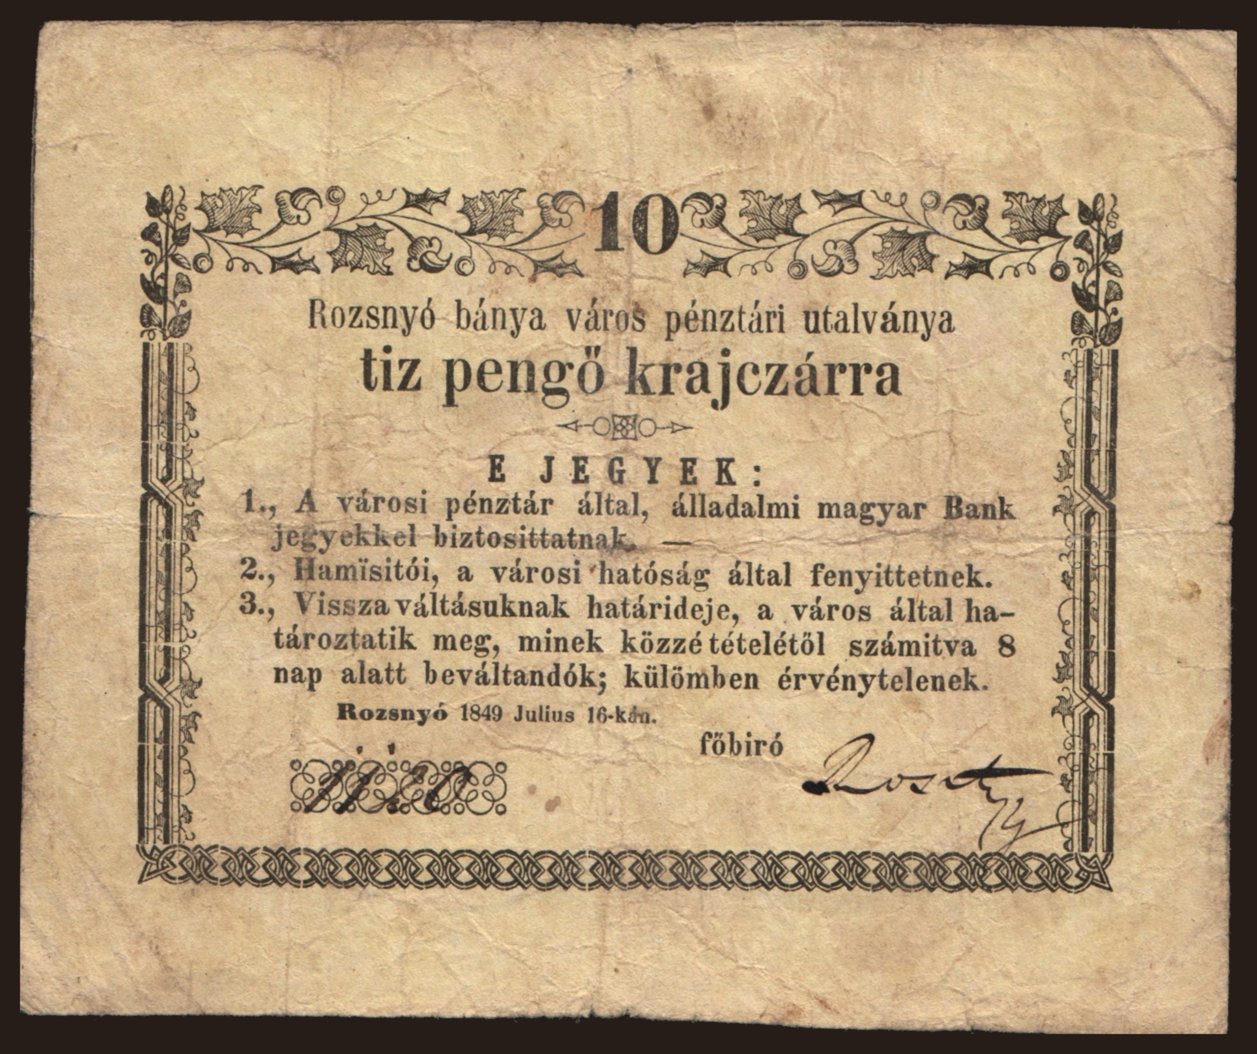 10
Rozsnyó bánya város pénztári utalványa
tiz pengő krajczárra
E JEGYEK:
1., A városi pénztár által, álladalmi magyar Bank
jegyekkel biztosittatnak. —
2., Hamïsitói, a városi hatóság által fenyittetnek.
3., Vissza váltásuknak határideje, a város által ha-
tároztatik meg, minek közzé tételétől számitva 8
nap alatt beváltandók; külömben érvénytelenek.
Rozsnyó 1849 Julius 16-kán.
főbiró